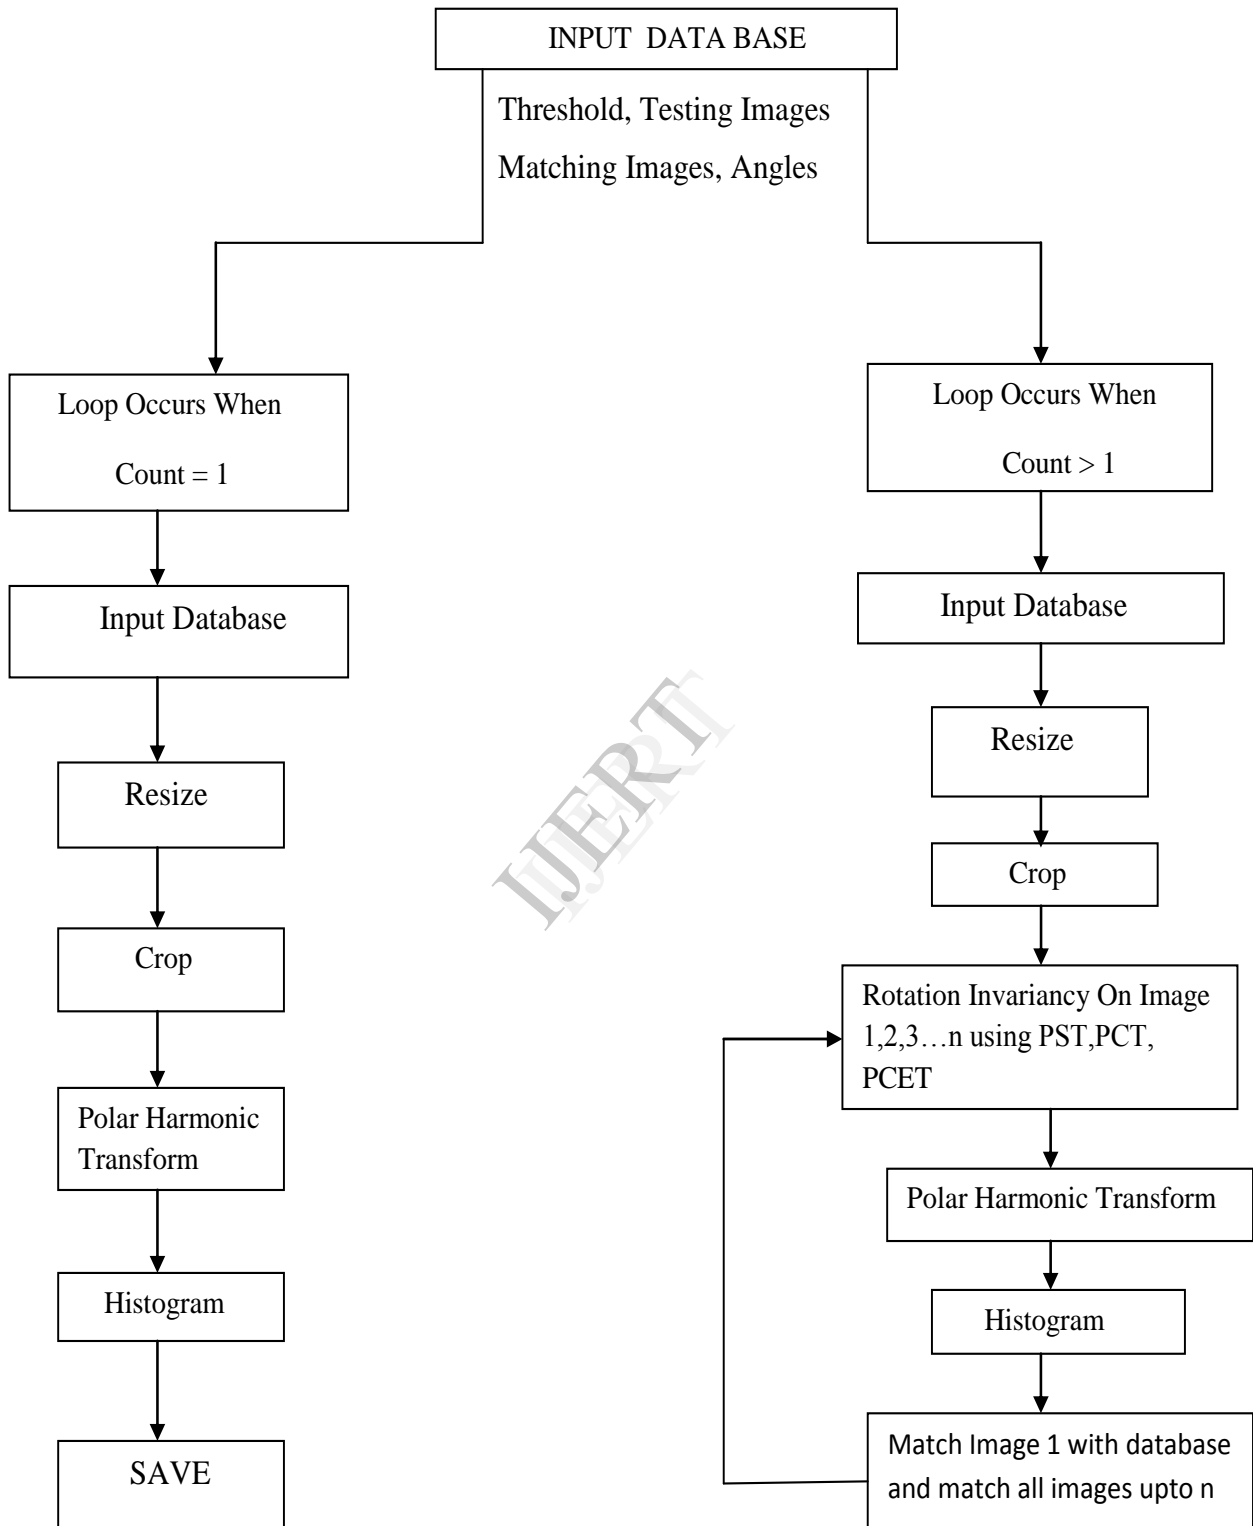 INPUT DATA BASE
Threshold, Testing Images
Matching Images, Angles
Loop Occurs When
Count = 1
Input Database
Resize
Crop
Polar Harmonic
Transform
Histogram
SAVE
Loop Occurs When
Count > 1
Input Database
Resize
Crop
Rotation Invariancy On Image
1,2,3…n using PST,PCT,
PCET
Polar Harmonic Transform
Histogram
Match Image 1 with database
and match all images upto n
IJERT